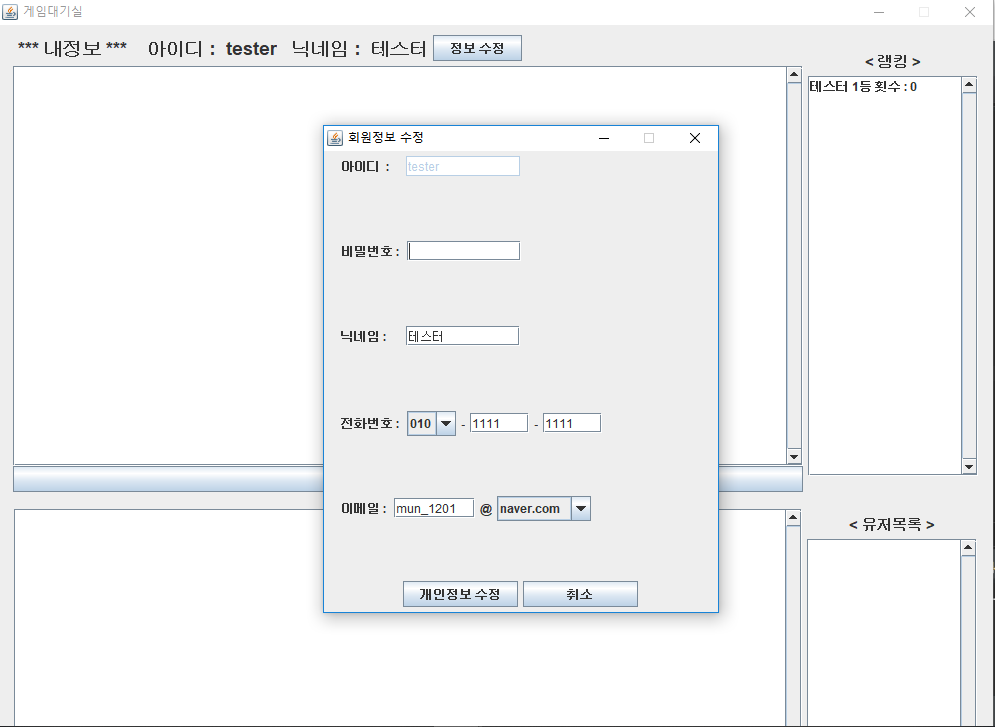 게임대기실
*** 내정보 *** 아이디 : tester 닉네임 : 테스터 정보 수정
< 랭킹 >
테스터 1등 횟수 : 0
회원정보 수정
아이디 : tester
비밀번호 :
닉네임 : 테스터
전화번호 : 010 - 1111 - 1111
이메일 : mun_1201 @ naver.com
개인정보 수정 취소
< 유저목록 >